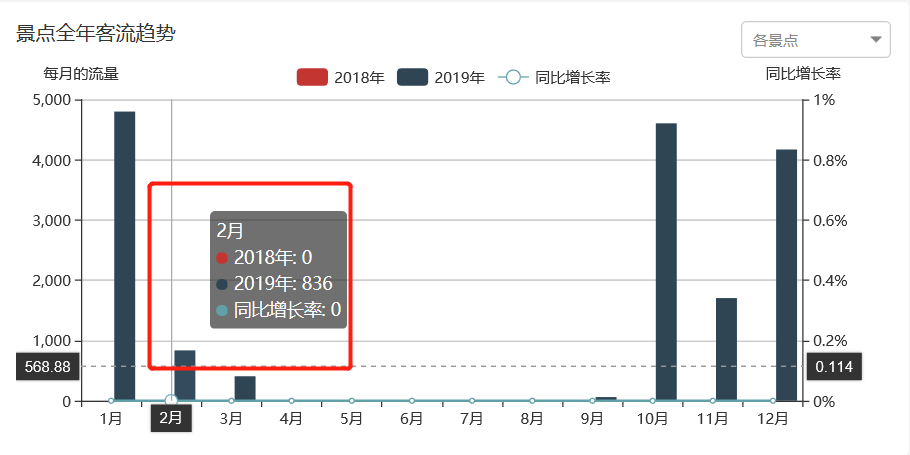 景点全年客流趋势
各景点
每月的流量
2018年
2019年
同比增长率
同比增长率
5,000
4,000
3,000
2,000
1,000
568.88
0
1%
0.8%
0.6%
0.4%
0.2%
0.114
0%
2月
2018年: 0
2019年: 836
同比增长率: 0
1月
2月
3月
4月
5月
6月
7月
8月
9月
10月
11月
12月